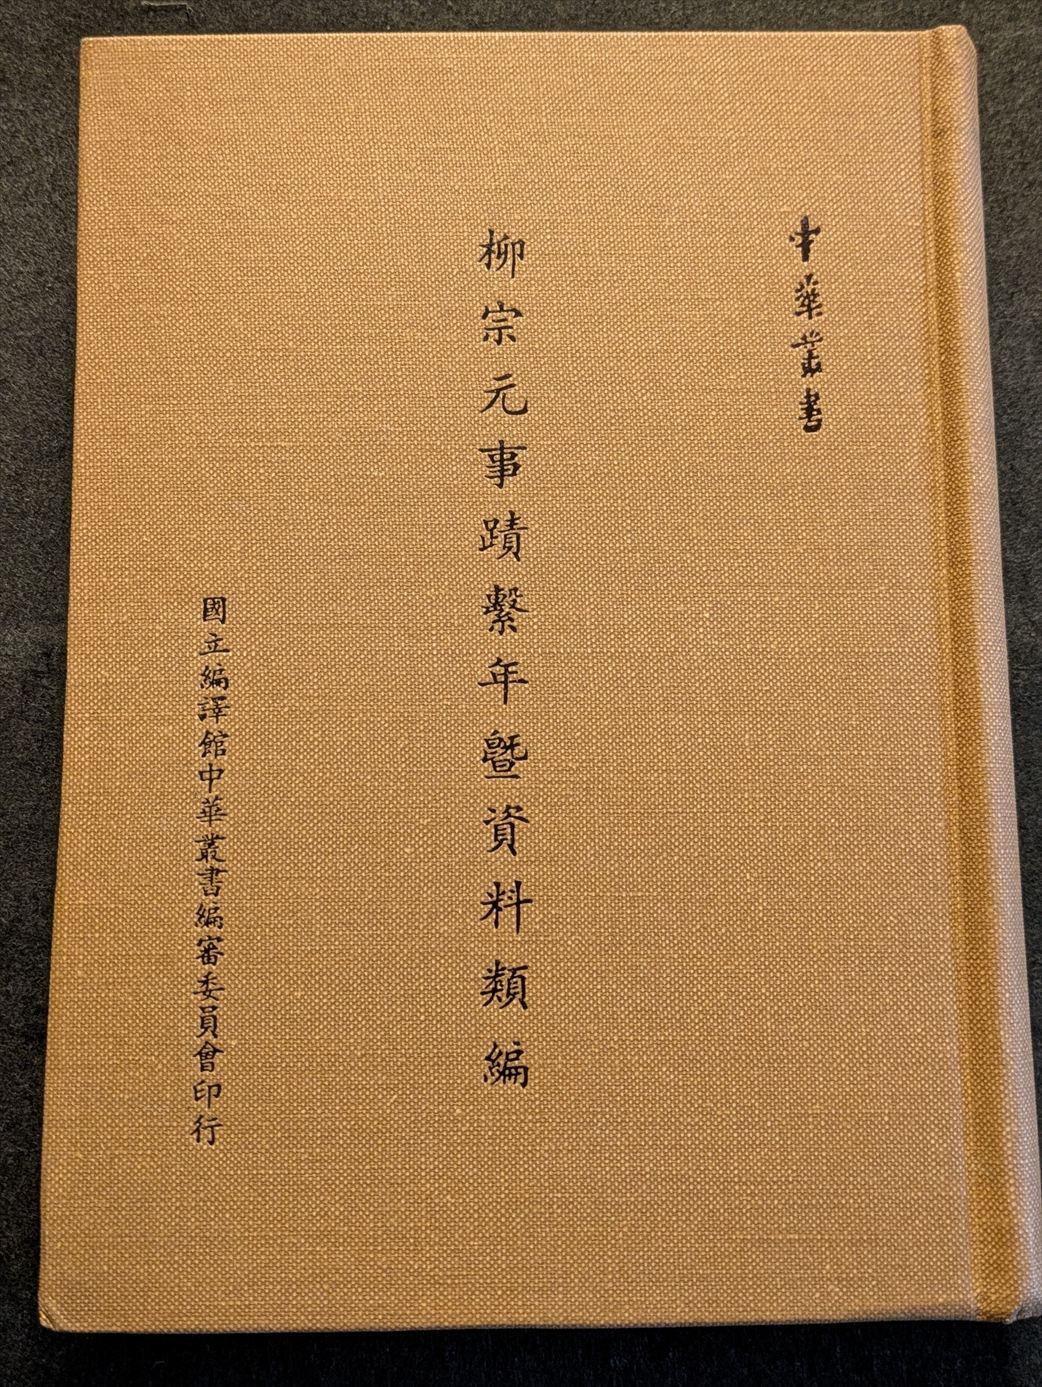 中華叢書
柳宗元事蹟繫年暨資料類編
國立編譯館中華叢書編審委員會印行